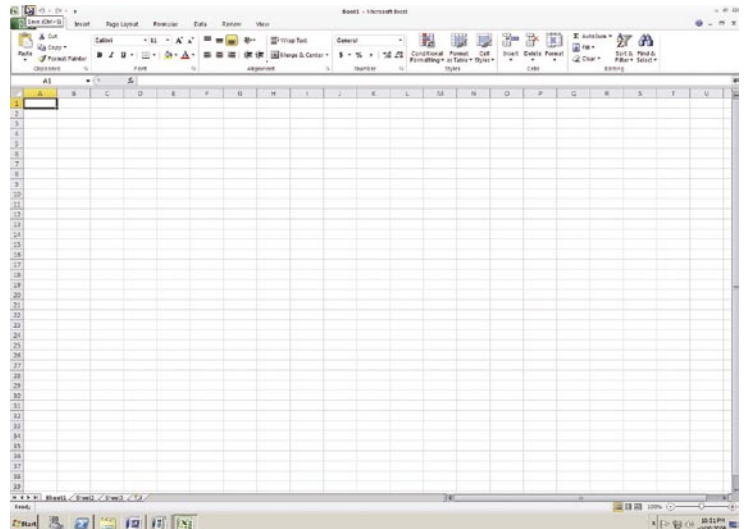 Book1 - Microsoft Excel
Save (Ctrl+S)
Insert Page Layout Formulas Data Review View
Cut
Copy
Format Painter
Paste
Clipboard
Calibri 11
B I U
Font
Wrap Text
Merge & Center
Alignment
General
$ % ,
Number
Conditional Formatting Format as Table Cell Styles
Styles
Insert Delete Format
Cells
Σ AutoSum
Fill
Clear
Sort & Filter Find & Select
Editing
A1 fx
A B C D E F G H I J K L M N O P Q R S T U
1
2
3
4
5
6
7
8
9
10
11
12
13
14
15
16
17
18
19
20
21
22
23
24
25
26
27
28
29
30
31
32
33
34
35
36
37
38
39
Sheet1 Sheet2 Sheet3
Ready 100%
Start 10:51 PM